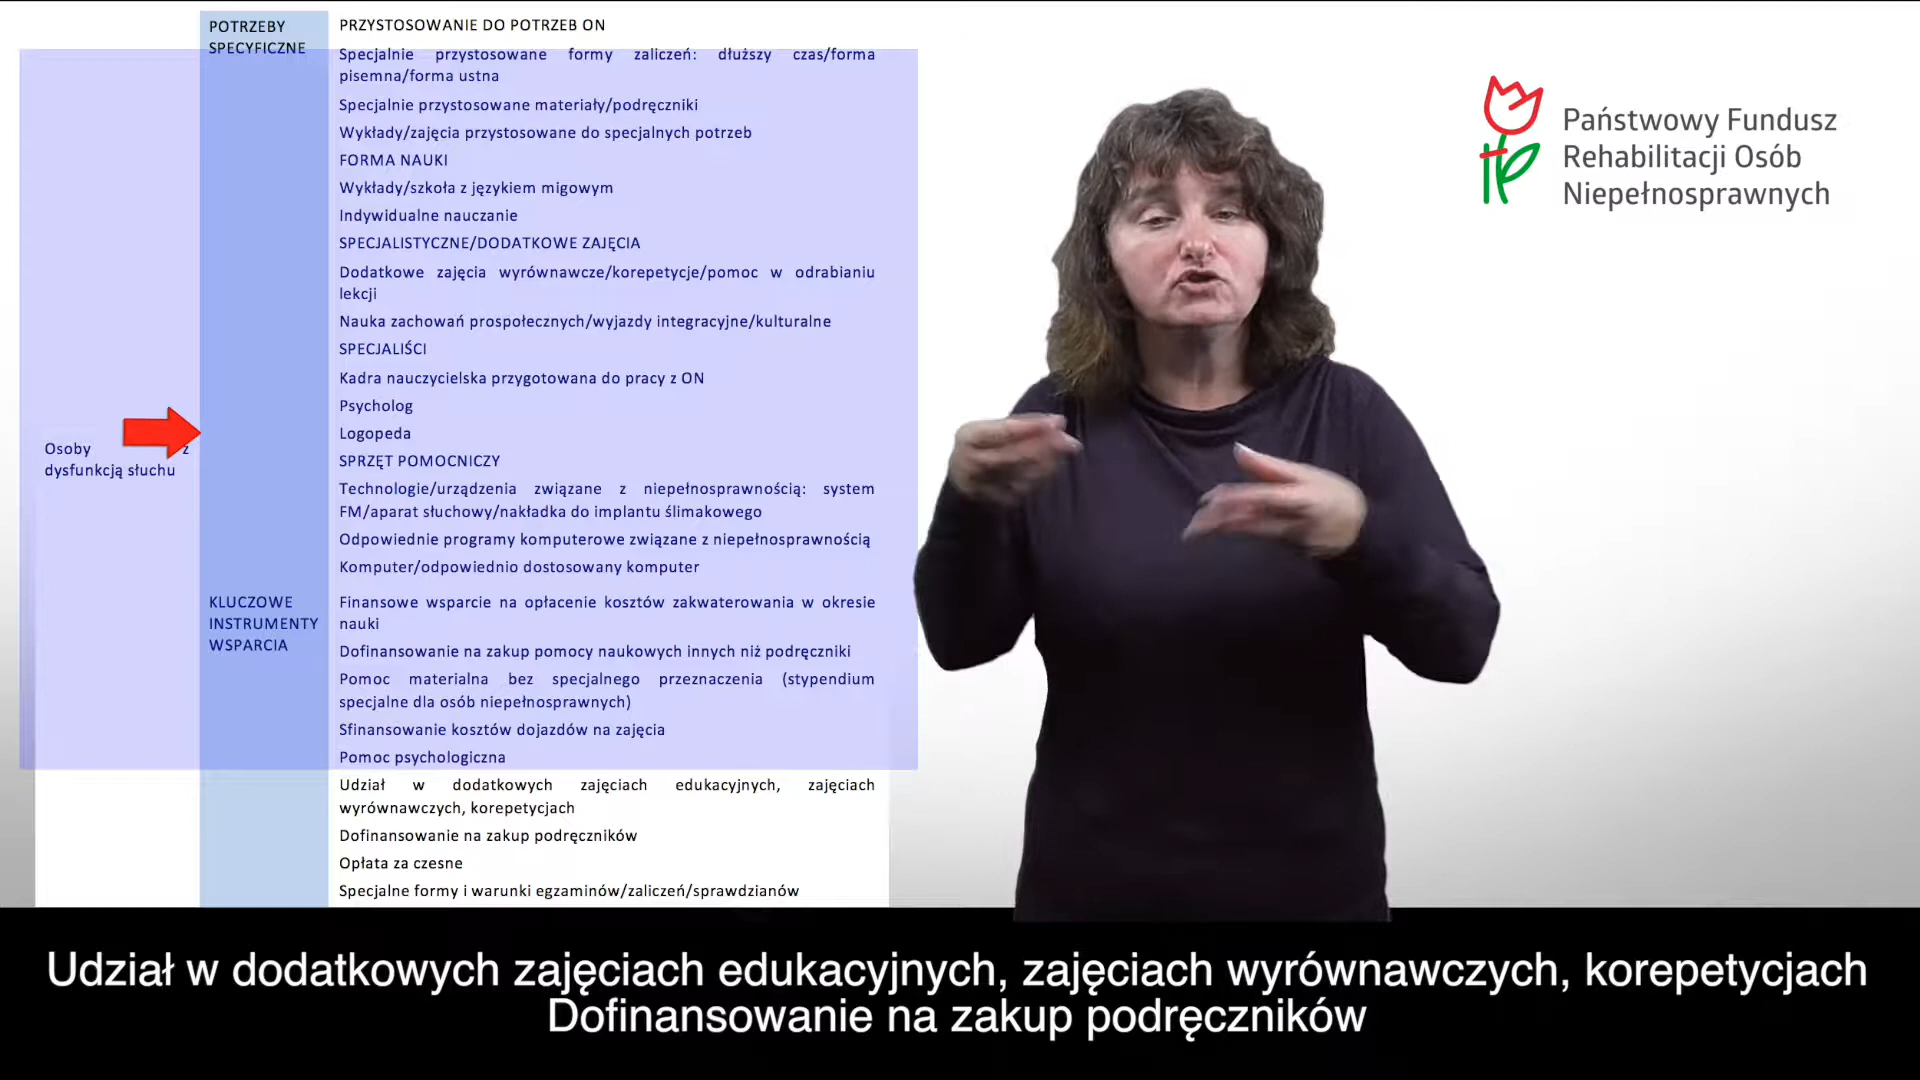 POTRZEBY
SPECYFICZNE
PRZYSTOSOWANIE DO POTRZEB ON
Specjalnie przystosowane formy zaliczeń: dłuższy czas/forma
pisemna/forma ustna
Specjalnie przystosowane materiały/podręczniki
Wykłady/zajęcia przystosowane do specjalnych potrzeb
FORMA NAUKI
Wykłady/szkoła z językiem migowym
Indywidualne nauczanie
SPECJALISTYCZNE/DODATKOWE ZAJĘCIA
Dodatkowe zajęcia wyrównawcze/korepetycje/pomoc w odrabianiu
lekcji
Nauka zachowań prospołecznych/wyjazdy integracyjne/kulturalne
SPECJALIŚCI
Kadra nauczycielska przygotowana do pracy z ON
Psycholog
Logopeda
Osoby z
dysfunkcją słuchu
SPRZĘT POMOCNICZY
Technologie/urządzenia związane z niepełnosprawnością: system
FM/aparat słuchowy/nakładka do implantu ślimakowego
Odpowiednie programy komputerowe związane z niepełnosprawnością
Komputer/odpowiednio dostosowany komputer
KLUCZOWE
INSTRUMENTY
WSPARCIA
Finansowe wsparcie na opłacenie kosztów zakwaterowania w okresie
nauki
Dofinansowanie na zakup pomocy naukowych innych niż podręczniki
Pomoc materialna bez specjalnego przeznaczenia (stypendium
specjalne dla osób niepełnosprawnych)
Sfinansowanie kosztów dojazdów na zajęcia
Pomoc psychologiczna
Udział w dodatkowych zajęciach edukacyjnych, zajęciach
wyrównawczych, korepetycjach
Dofinansowanie na zakup podręczników
Opłata za czesne
Specjalne formy i warunki egzaminów/zaliczeń/sprawdzianów
Państwowy Fundusz
Rehabilitacji Osób
Niepełnosprawnych
Udział w dodatkowych zajęciach edukacyjnych, zajęciach wyrównawczych, korepetycjach
Dofinansowanie na zakup podręczników